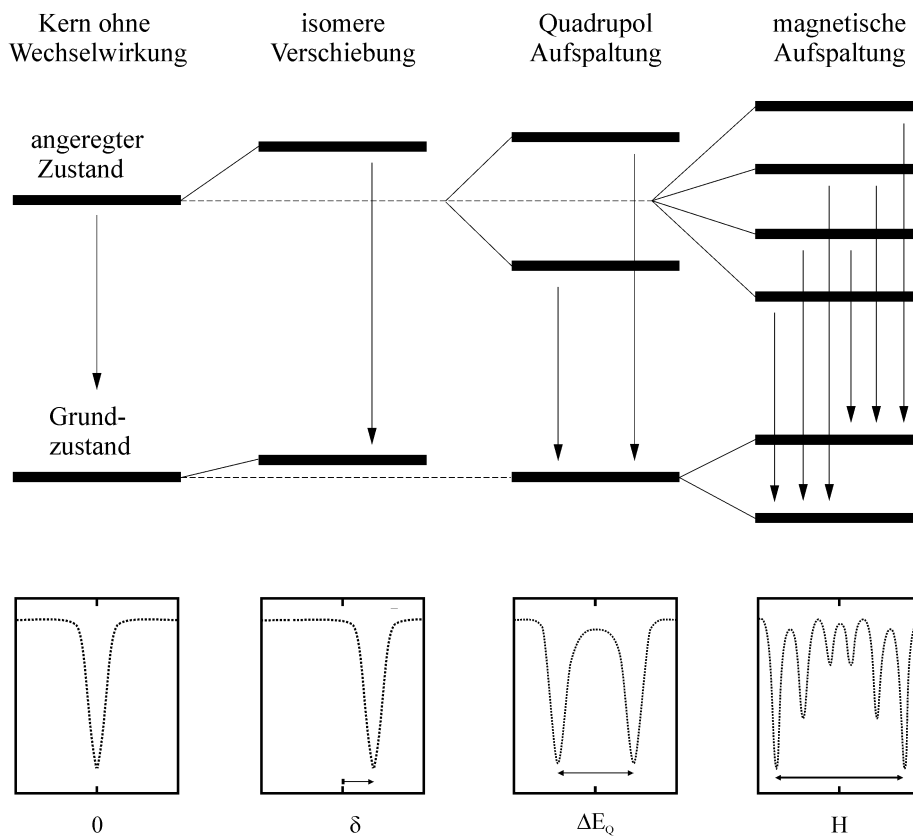 Kern ohne
Wechselwirkung
isomere
Verschiebung
Quadrupol
Aufspaltung
magnetische
Aufspaltung
angeregter
Zustand
Grund-
zustand
0
δ
ΔE_Q
H